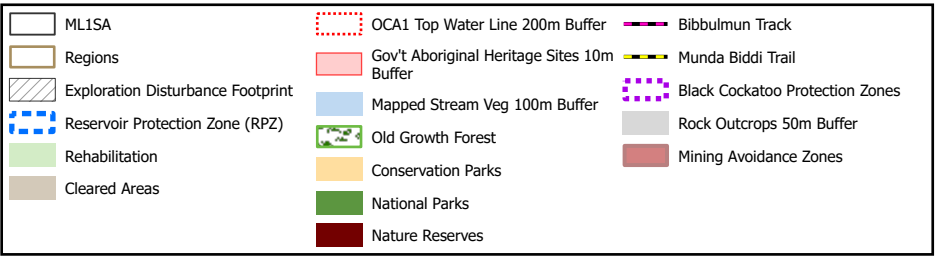 ML1SA
Regions
Exploration Disturbance Footprint
Reservoir Protection Zone (RPZ)
Rehabilitation
Cleared Areas
OCA1 Top Water Line 200m Buffer
Gov't Aboriginal Heritage Sites 10m
Buffer
Mapped Stream Veg 100m Buffer
Old Growth Forest
Conservation Parks
National Parks
Nature Reserves
Bibbulmun Track
Munda Biddi Trail
Black Cockatoo Protection Zones
Rock Outcrops 50m Buffer
Mining Avoidance Zones